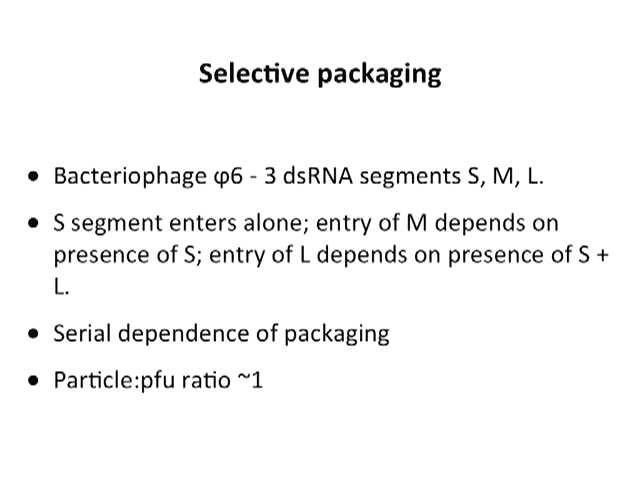 Selective packaging
• Bacteriophage φ6 - 3 dsRNA segments S, M, L.
• S segment enters alone; entry of M depends on
presence of S; entry of L depends on presence of S +
L.
• Serial dependence of packaging
• Particle:pfu ratio ~1